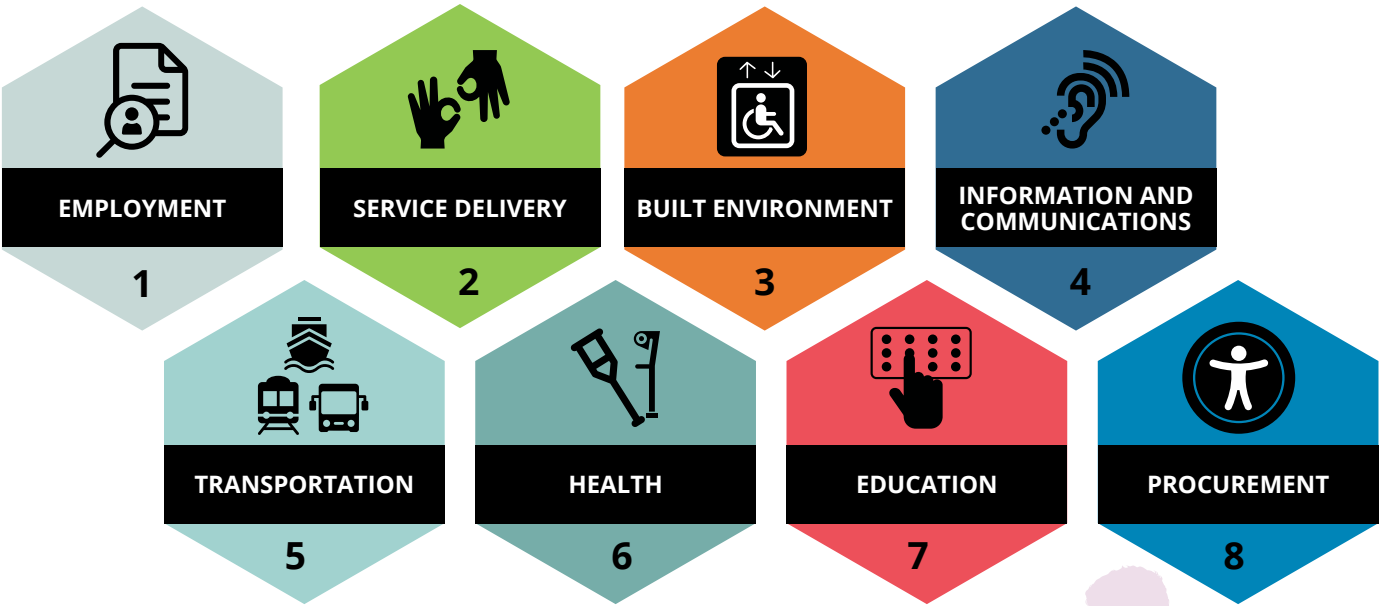 EMPLOYMENT
1
SERVICE DELIVERY
2
BUILT ENVIRONMENT
3
INFORMATION AND
COMMUNICATIONS
4
TRANSPORTATION
5
HEALTH
6
EDUCATION
7
PROCUREMENT
8